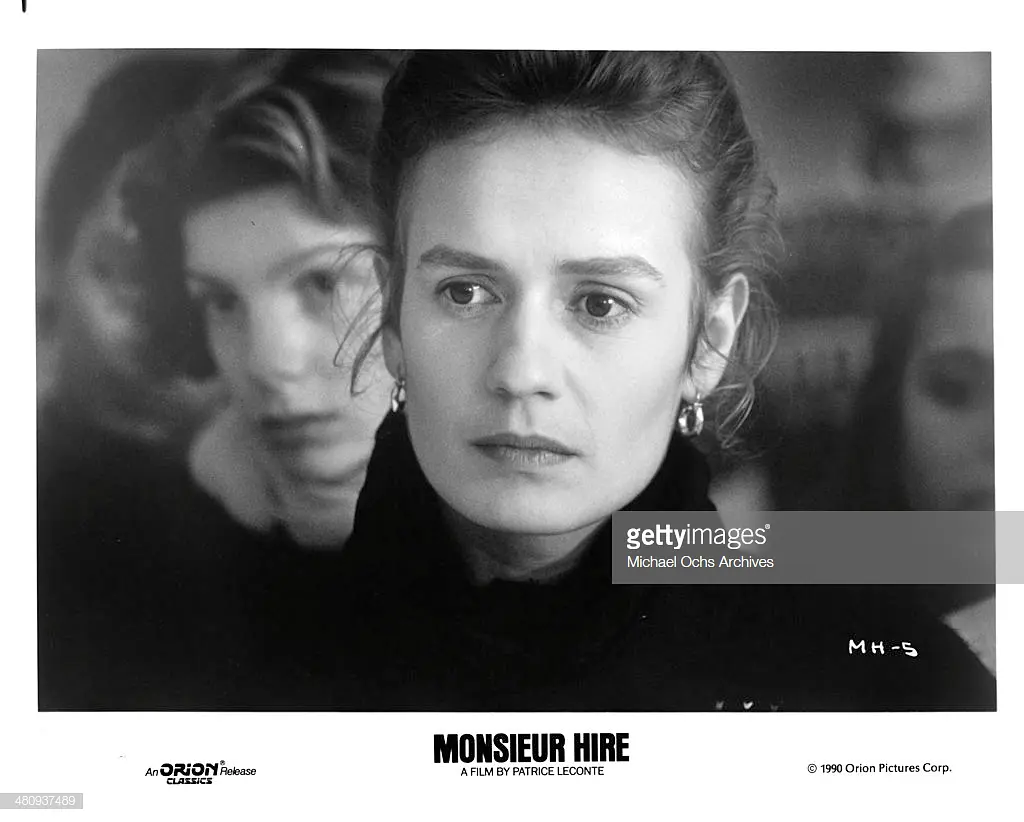 gettyimages®
Michael Ochs Archives
MH-5
An ORION® Release
CLASSICS
MONSIEUR HIRE
A FILM BY PATRICE LECONTE
© 1990 Orion Pictures Corp.
480937489